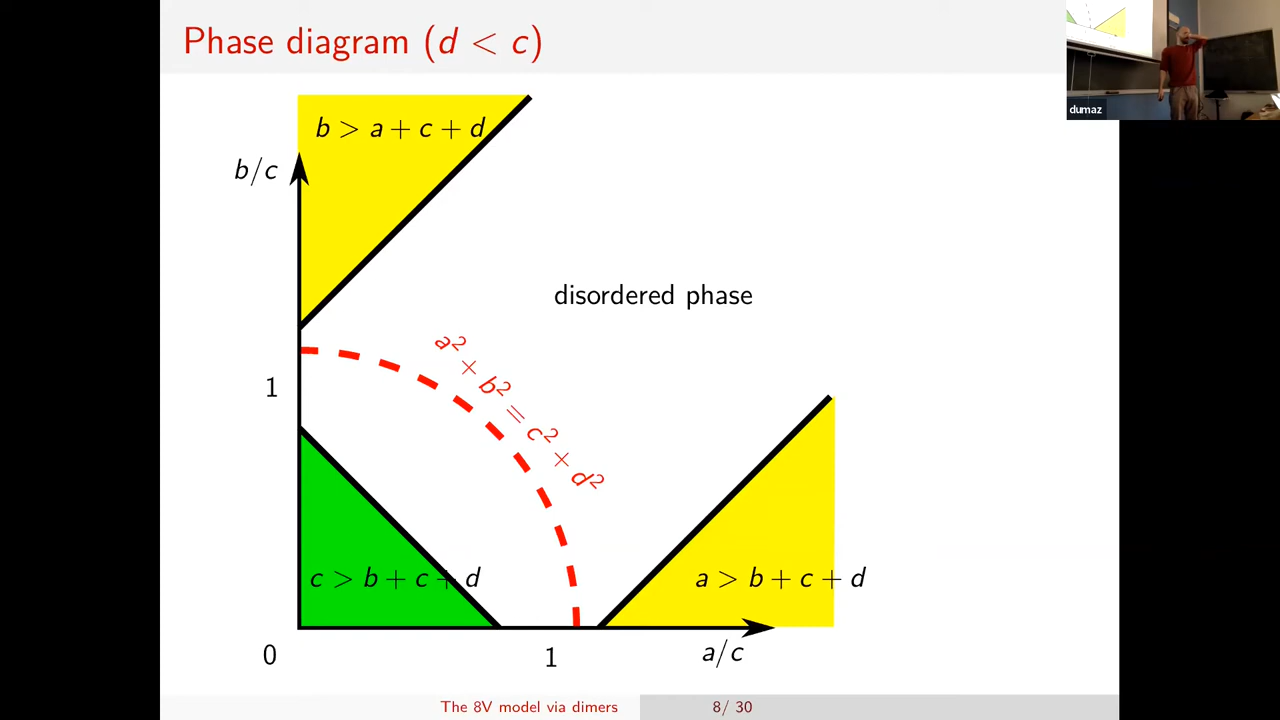 Phase diagram (d < c)
dumaz
b > a + c + d
b/c
disordered phase
a² + b² = c² + d²
1
c > b + c + d
a > b + c + d
0
1
a/c
The 8V model via dimers
8/ 30